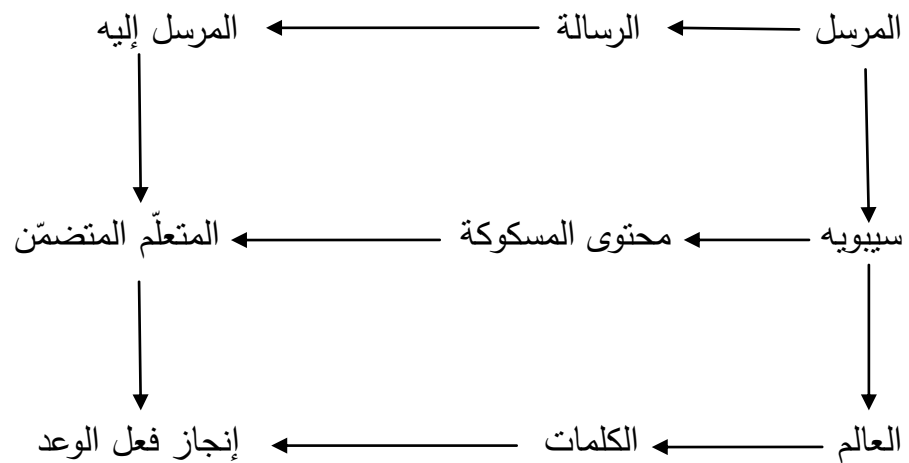 المرسل الرسالة المرسل إليه
سيبويه محتوى المسكوكة المتعلّم المتضمّن
العالم الكلمات إنجاز فعل الوعد